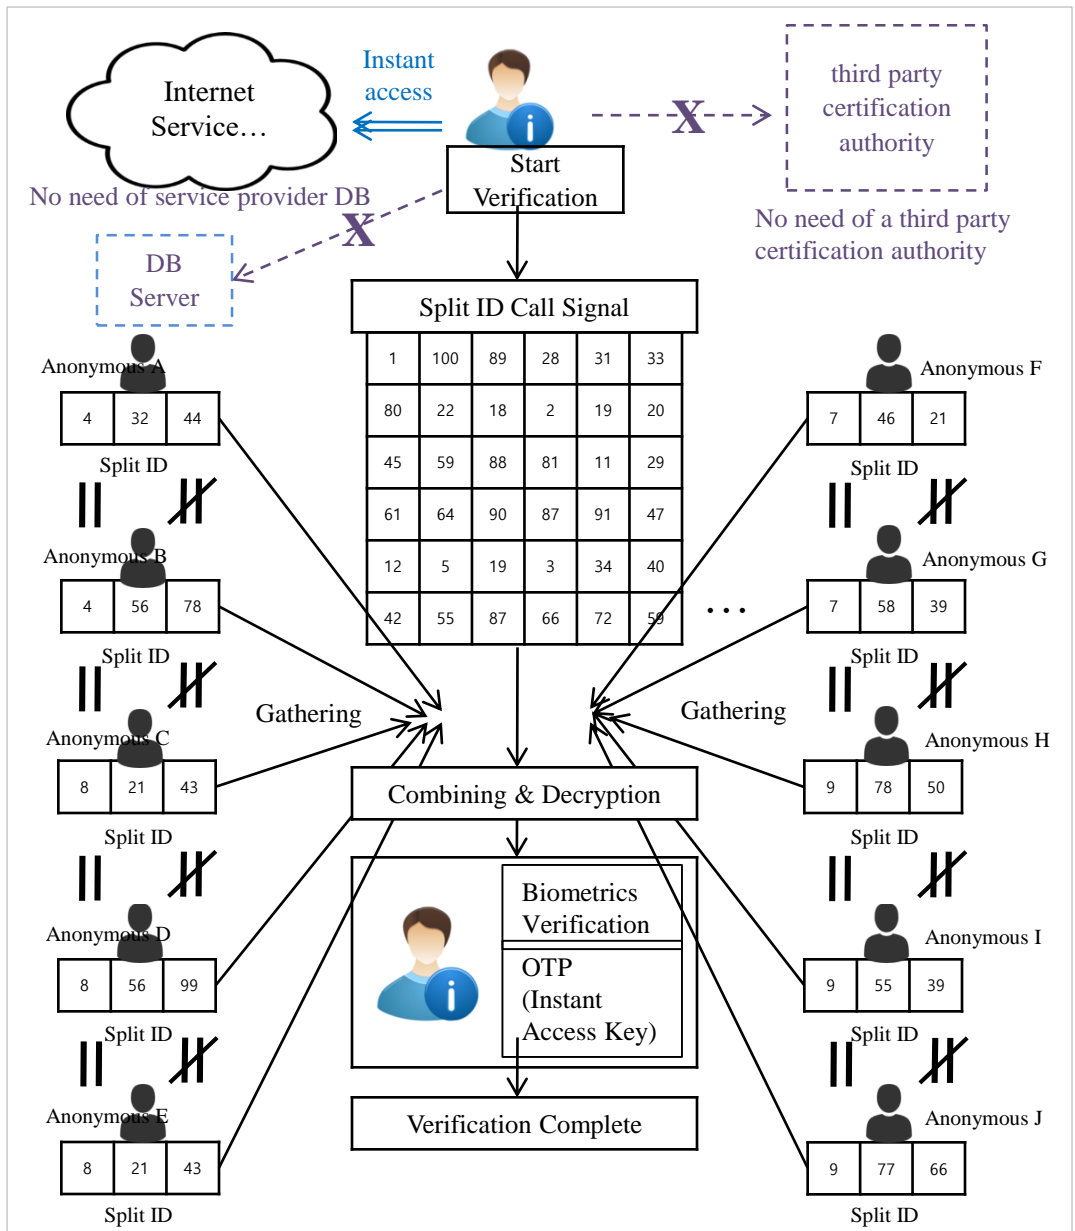 Internet
Service…
Instant
access
i
X
third party
certification
authority
Start
Verification
No need of service provider DB
X
No need of a third party
certification authority
DB
Server
Split ID Call Signal
1 100 89 28 31 33
80 22 18 2 19 20
45 59 88 81 11 29
61 64 90 87 91 47
12 5 19 3 34 40
42 55 87 66 72 59
...
Anonymous A
4 32 44
Split ID
Anonymous B
4 56 78
Split ID
Anonymous C
8 21 43
Split ID
Anonymous D
8 56 99
Split ID
Anonymous E
8 21 43
Split ID
Gathering
Anonymous F
7 46 21
Split ID
Anonymous G
7 58 39
Split ID
Anonymous H
9 78 50
Split ID
Anonymous I
9 55 39
Split ID
Anonymous J
9 77 66
Split ID
Gathering
Combining & Decryption
i
Biometrics
Verification
OTP
(Instant
Access Key)
Verification Complete